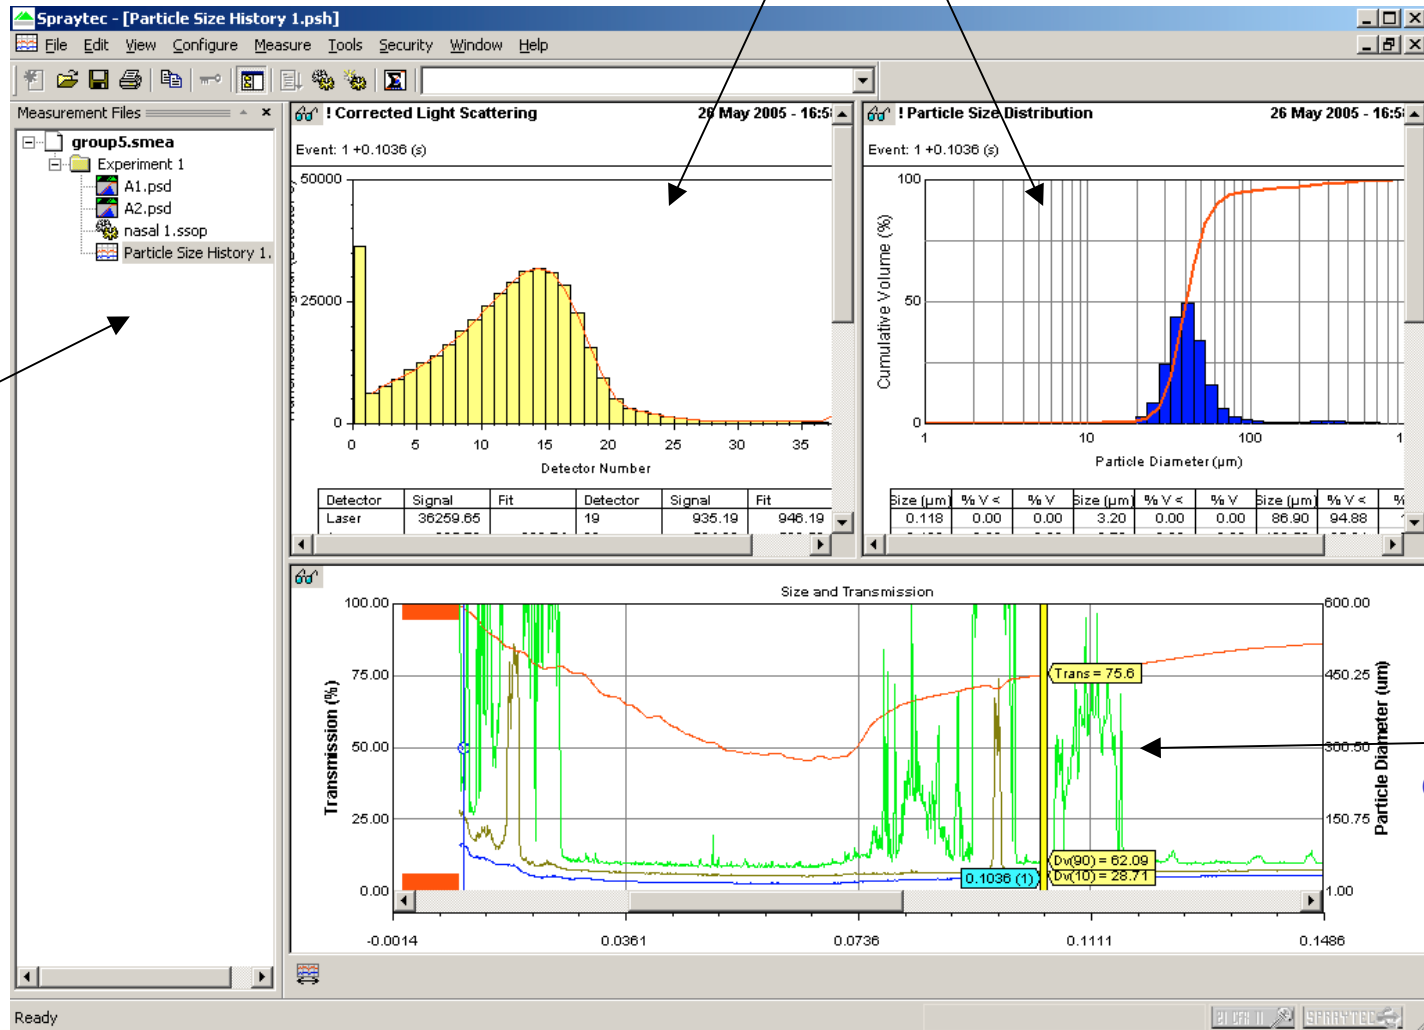 Spraytec - [Particle Size History 1.psh]
File Edit View Configure Measure Tools Security Window Help
Measurement Files
group5.smea
Experiment 1
A1.psd
A2.psd
nasal 1.ssop
Particle Size History 1.
! Corrected Light Scattering 26 May 2005 - 16:5
Event: 1 +0.1036 (s)
50000
25000
0
0 5 10 15 20 25 30 35
Detector Number
Detector Signal Fit Detector Signal Fit
Laser 36259.65 19 935.19 946.19
! Particle Size Distribution 26 May 2005 - 16:5
Event: 1 +0.1036 (s)
Cumulative Volume (%)
100
50
0
1 10 100 1
Particle Diameter (µm)
Size (µm) % V < % V Size (µm) % V < % V Size (µm) % V < %
0.118 0.00 0.00 3.20 0.00 0.00 86.90 94.88
Size and Transmission
Transmission (%)
100.00
75.00
50.00
25.00
0.00
Trans = 75.6
Dv(90) = 62.09
Dv(10) = 28.71
0.1036 (1)
600.00
450.25
300.50
150.75
1.00
Particle Diameter (um)
-0.0014 0.0361 0.0736 0.1111 0.1486
Ready
21 CFR 11 SPRAYTEC